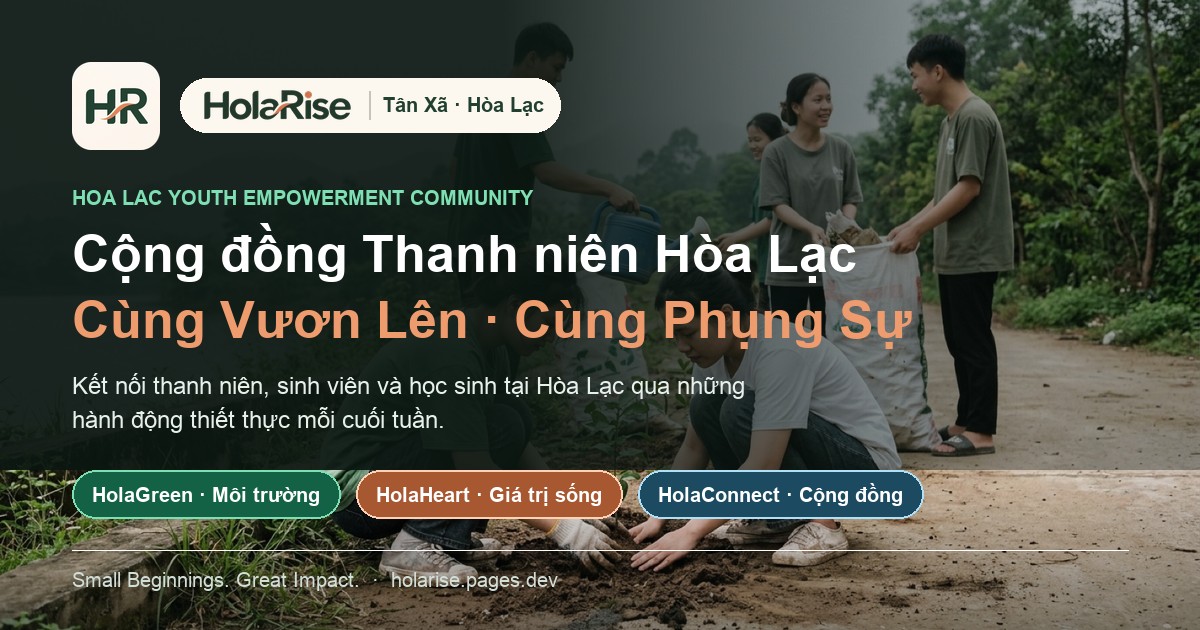 HR
HolaRise | Tân Xã · Hòa Lạc
HOA LAC YOUTH EMPOWERMENT COMMUNITY
Cộng đồng Thanh niên Hòa Lạc
Cùng Vươn Lên · Cùng Phụng Sự
Kết nối thanh niên, sinh viên và học sinh tại Hòa Lạc qua những
hành động thiết thực mỗi cuối tuần.
HolaGreen · Môi trường
HolaHeart · Giá trị sống
HolaConnect · Cộng đồng
Small Beginnings. Great Impact. · holarise.pages.dev